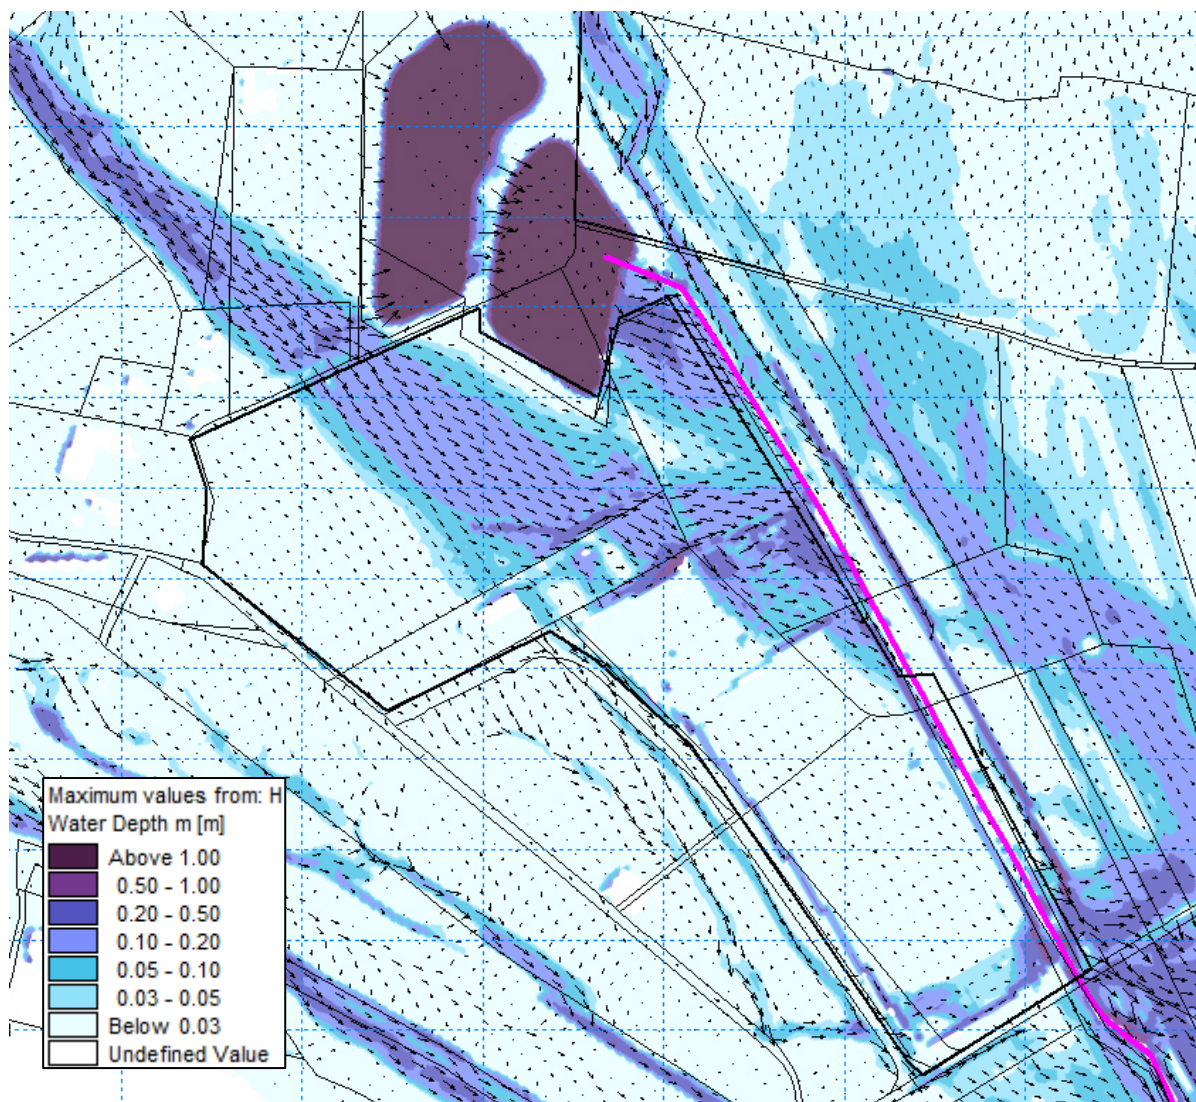 Maximum values from: H
Water Depth m [m]
Above 1.00
0.50 - 1.00
0.20 - 0.50
0.10 - 0.20
0.05 - 0.10
0.03 - 0.05
Below 0.03
Undefined Value